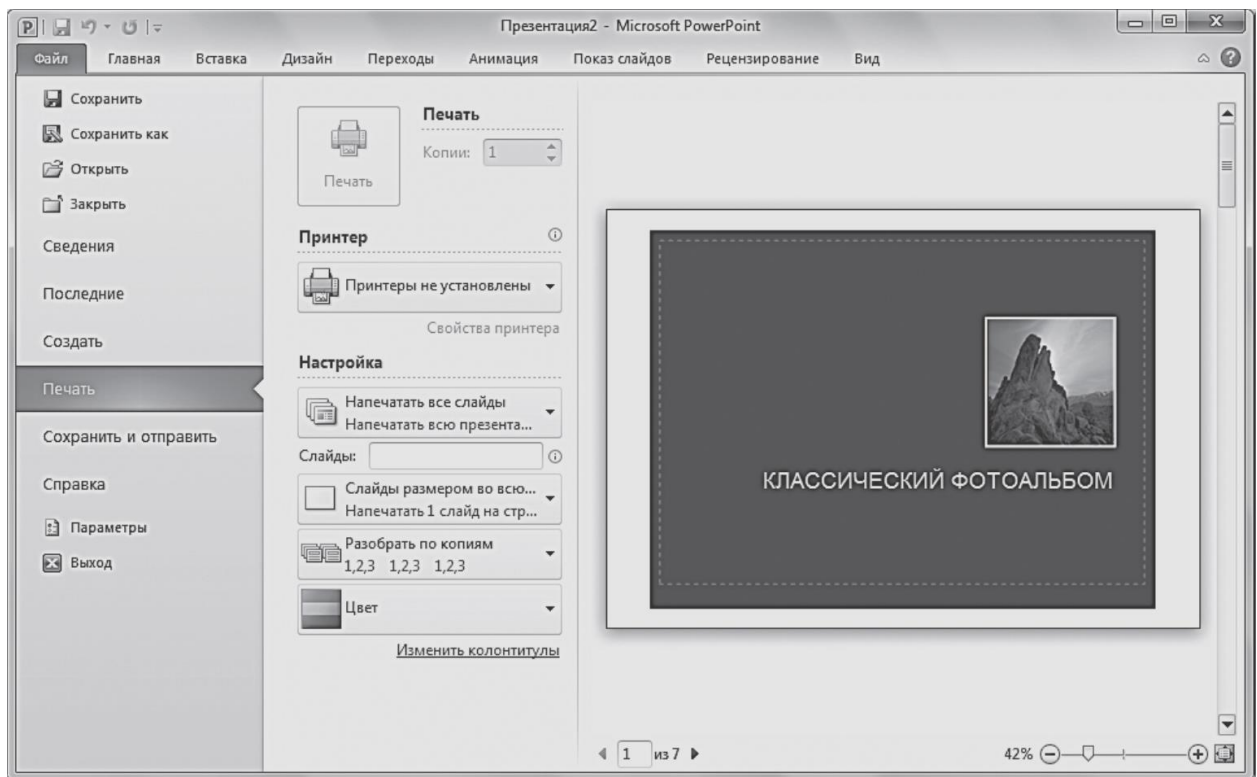 Презентация2 - Microsoft PowerPoint
Файл Главная Вставка Дизайн Переходы Анимация Показ слайдов Рецензирование Вид
Сохранить
Сохранить как
Открыть
Закрыть
Сведения
Последние
Создать
Печать
Сохранить и отправить
Справка
Параметры
Выход
Печать
Копии: 1
Печать
Принтер
Принтеры не установлены
Свойства принтера
Настройка
Напечатать все слайды
Напечатать всю презента...
Слайды:
Слайды размером во всю...
Напечатать 1 слайд на стр...
Разобрать по копиям
1,2,3 1,2,3 1,2,3
Цвет
Изменить колонтитулы
КЛАССИЧЕСКИЙ ФОТОАЛЬБОМ
1 из 7
42%